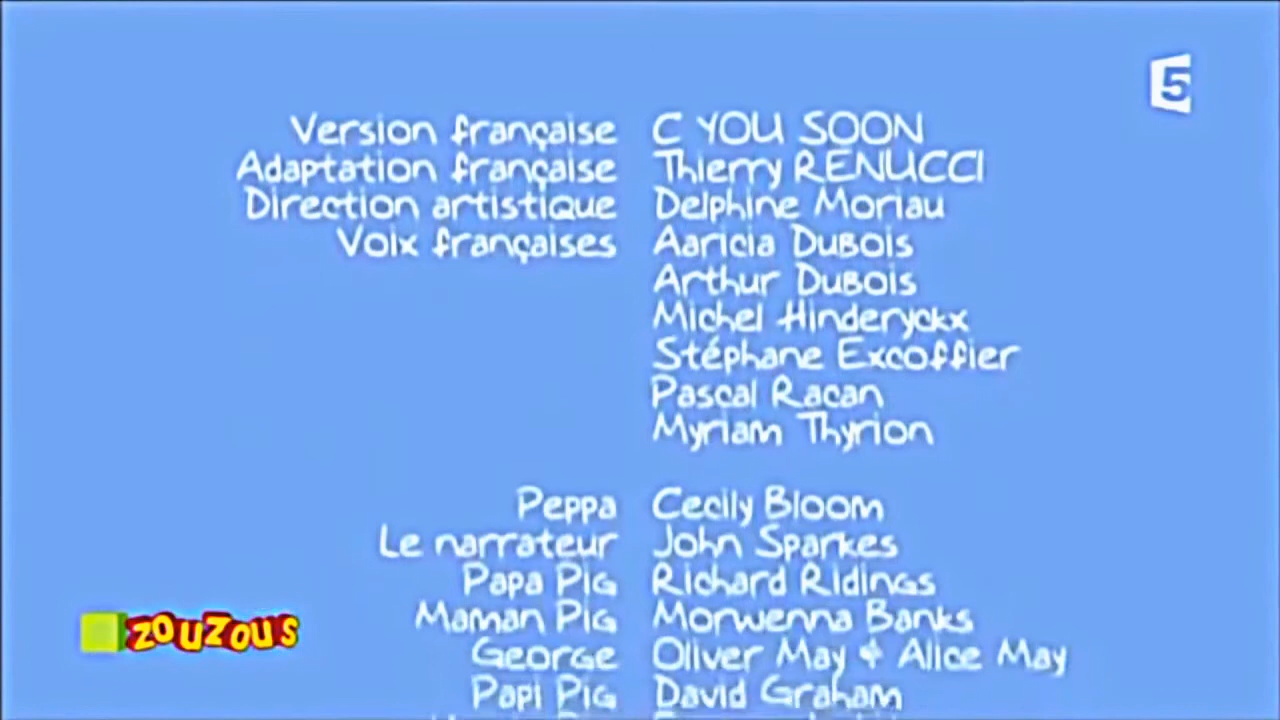 5
Version française C YOU SOON
Adaptation française Thierry RENUCCI
Direction artistique Delphine Moriau
Voix françaises Aaricia Dubois
Arthur Dubois
Michel Hinderyckx
Stéphane Excoffier
Pascal Racan
Myriam Thyrion
Peppa Cecily Bloom
Le narrateur John Sparkes
Papa Pig Richard Ridings
Maman Pig Morwenna Banks
George Oliver May & Alice May
Papi Pig David Graham
ZOUZOUS